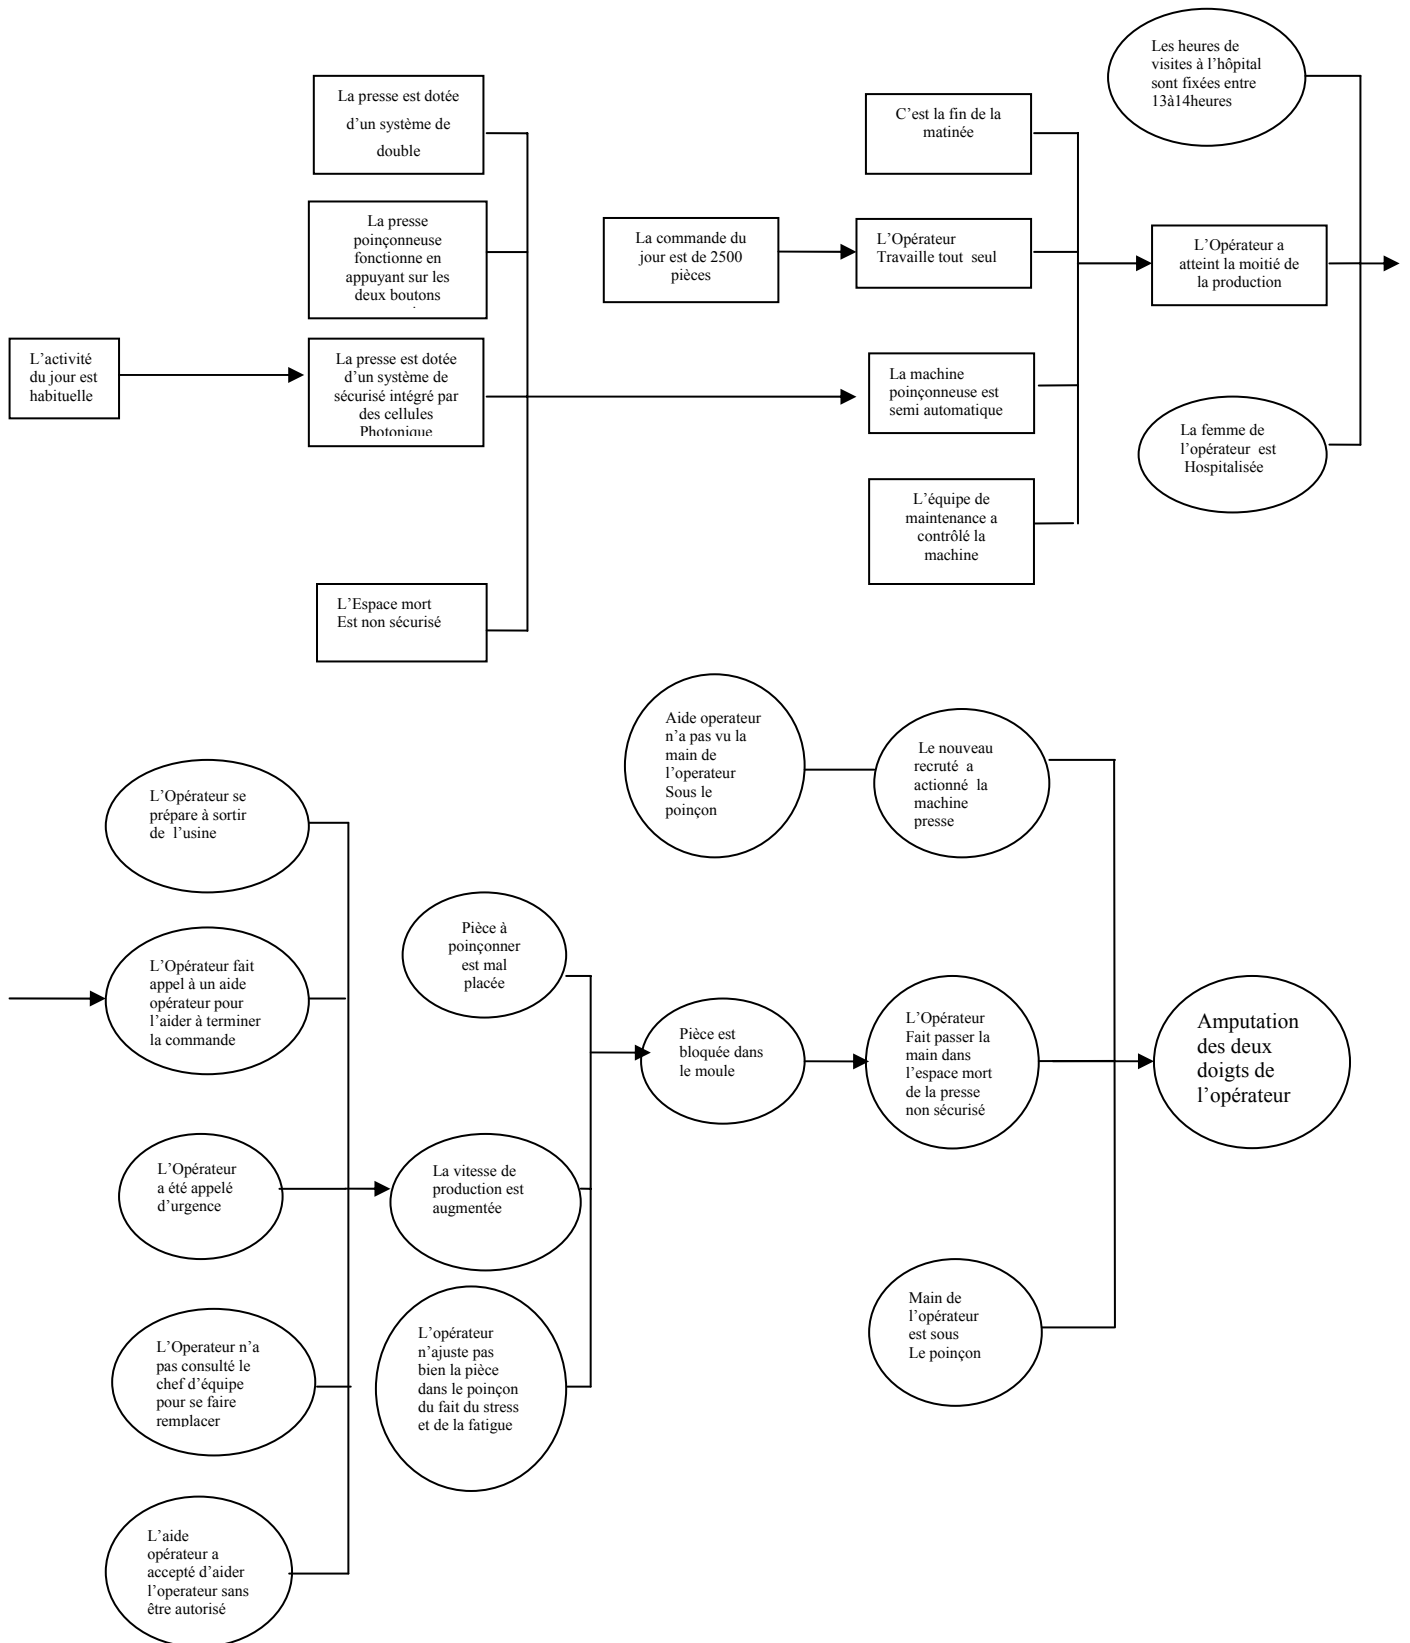 Les heures de
visites à l’hôpital
sont fixées entre
13à14heures
La presse est dotée
d’un système de
double
C’est la fin de la
matinée
La presse
poinçonneuse
fonctionne en
appuyant sur les
deux boutons
La commande du
jour est de 2500
pièces
L’Opérateur
Travaille tout seul
L’Opérateur a
atteint la moitié de
la production
L’activité
du jour est
habituelle
La presse est dotée
d’un système de
sécurisé intégré par
des cellules
Photonique
La machine
poinçonneuse est
semi automatique
La femme de
l’opérateur est
Hospitalisée
L’équipe de
maintenance a
contrôlé la
machine
L’Espace mort
Est non sécurisé
Aide operateur
n’a pas vu la
main de
l’operateur
Sous le
poinçon
Le nouveau
recruté a
actionné la
machine
presse
L’Opérateur se
prépare à sortir
de l’usine
Pièce à
poinçonner
est mal
placée
L’Opérateur fait
appel à un aide
opérateur pour
l’aider à terminer
la commande
Pièce est
bloquée dans
le moule
L’Opérateur
Fait passer la
main dans
l’espace mort
de la presse
non sécurisé
Amputation
des deux
doigts de
l’opérateur
L’Opérateur
a été appelé
d’urgence
La vitesse de
production est
augmentée
Main de
l’opérateur
est sous
Le poinçon
L’Operateur n’a
pas consulté le
chef d’équipe
pour se faire
remplacer
L’opérateur
n’ajuste pas
bien la pièce
dans le poinçon
du fait du stress
et de la fatigue
L’aide
opérateur a
accepté d’aider
l’operateur sans
être autorisé